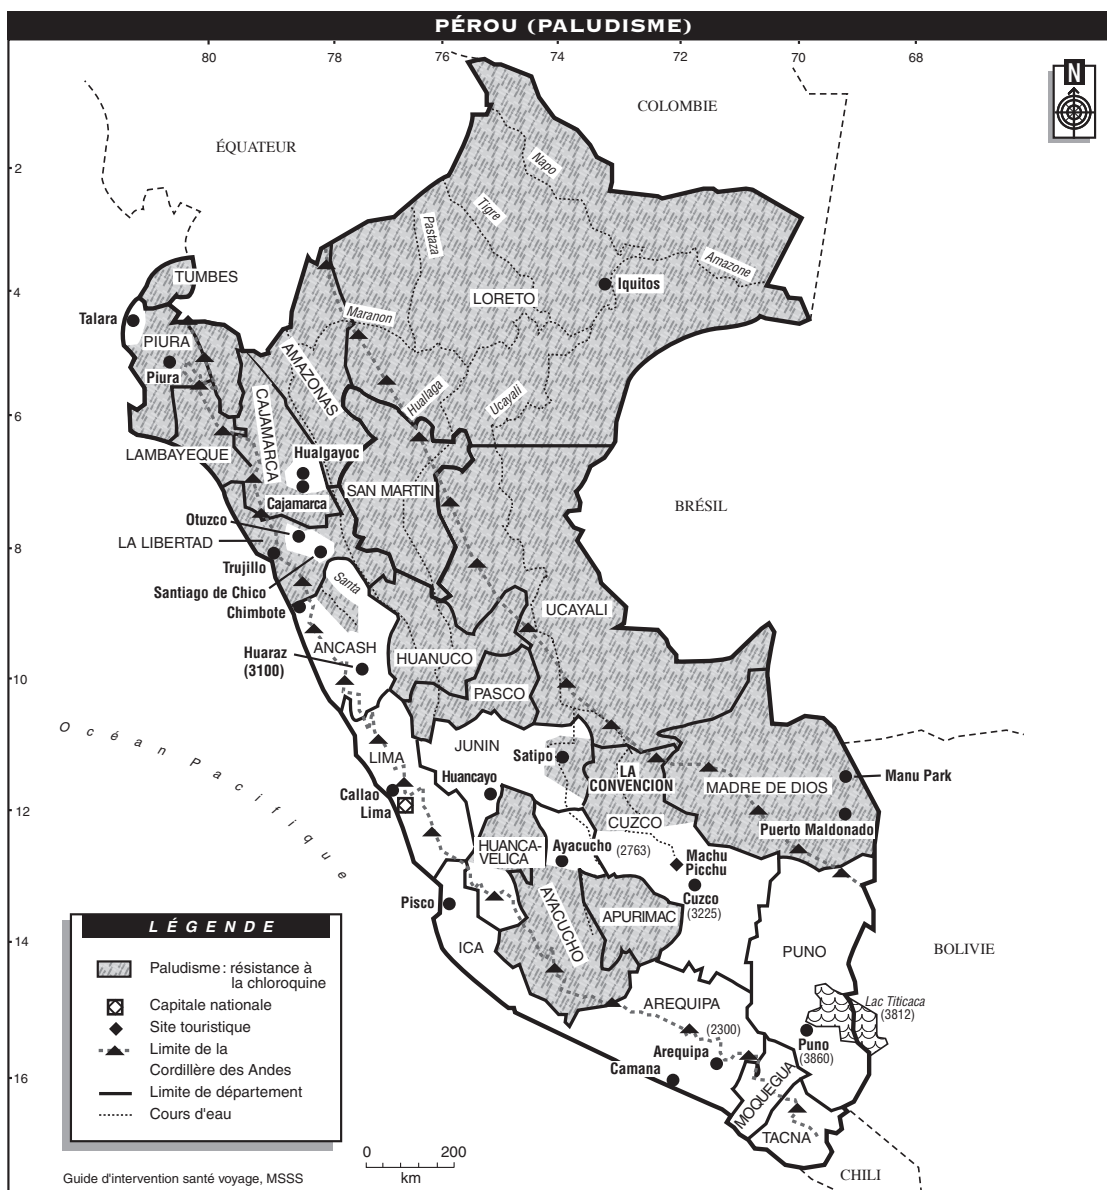 PÉROU (PALUDISME)
80
78
76
74
72
70
68
N
COLOMBIE
ÉQUATEUR
2
Napo
Tigre
Pastaza
Amazone
TUMBES
4
Iquitos
LORETO
Talara
Maranon
PIURA
Piura
AMAZONAS
CAJAMARCA
Huallaga
Ucayali
6
LAMBAYEQUE
Hualgayoc
SAN MARTIN
Cajamarca
BRÉSIL
Otuzco
LA LIBERTAD
8
Trujillo
Santiago de Chico
Santa
Chimbote
UCAYALI
ANCASH
Huaraz
(3100)
HUANUCO
10
PASCO
Océan Pacifique
JUNIN
Satipo
LIMA
LA
CONVENCION
Huancayo
MADRE DE DIOS
Manu Park
Callao
Lima
12
CUZCO
Puerto Maldonado
HUANCA-
VELICA
Ayacucho (2763)
Machu
Picchu
Cuzco
(3225)
Pisco
AYACUCHO
APURIMAC
14
ICA
PUNO
BOLIVIE
AREQUIPA
Lac Titicaca
(3812)
(2300)
Arequipa
Puno
(3860)
Camana
16
MOQUEGUA
TACNA
CHILI
LÉGENDE
Paludisme : résistance à
la chloroquine
Capitale nationale
Site touristique
Limite de la
Cordillère des Andes
Limite de département
Cours d'eau
0 200
km
Guide d'intervention santé voyage, MSSS